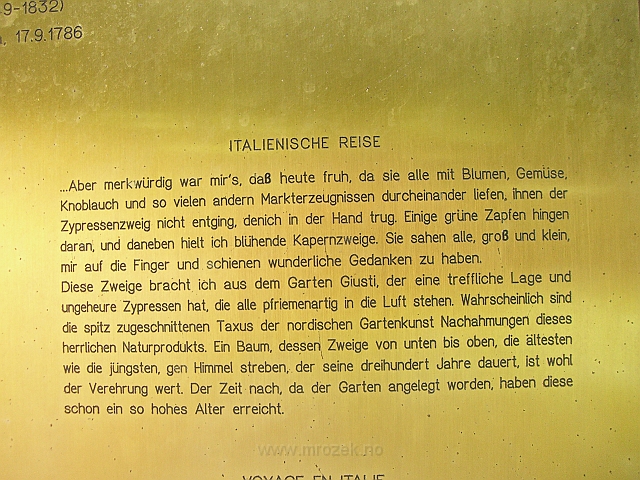 9-1832)
, 17.9.1786
ITALIENISCHE REISE
...Aber merkwürdig war mir's, daß heute fruh, da sie alle mit Blumen, Gemüse,
Knoblauch und so vielen andern Markterzeugnissen durcheinander liefen, ihnen der
Zypressenzweig nicht entging, denich in der Hand trug. Einige grüne Zapfen hingen
daran, und daneben hielt ich blühende Kapernzweige. Sie sahen alle, groß und klein,
mir auf die Finger und schienen wunderliche Gedanken zu haben.
Diese Zweige bracht ich aus dem Garten Giusti, der eine treffliche Lage und
ungeheure Zypressen hat, die alle pfriemenartig in die Luft stehen. Wahrscheinlich sind
die spitz zugeschnittenen Taxus der nordischen Gartenkunst Nachahmungen dieses
herrlichen Naturprodukts. Ein Baum, dessen Zweige von unten bis oben, die ältesten
wie die jüngsten, gen Himmel streben, der seine dreihundert Jahre dauert, ist wohl
der Verehrung wert. Der Zeit nach, da der Garten angelegt worden, haben diese
schon ein so hohes Alter erreicht.
www.mrozek.no
VOYAGE EN ITALIE